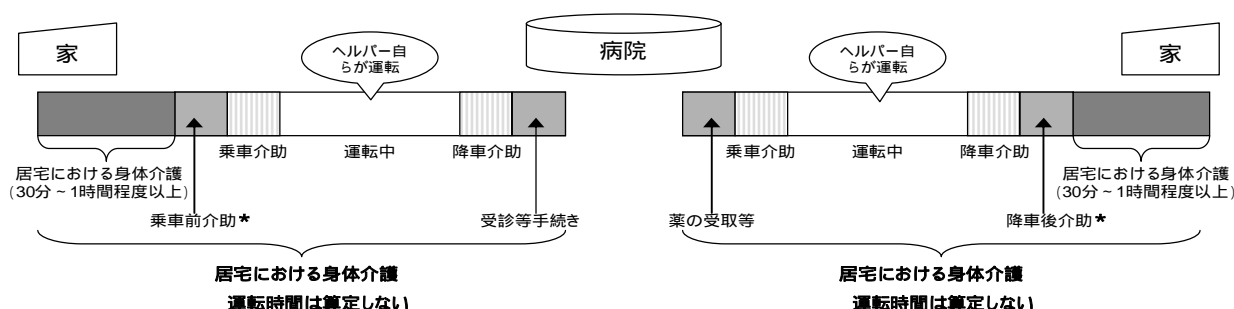 家
ヘルパー自
らが運転
病院
ヘルパー自
らが運転
家
乗車介助
運転中
降車介助
乗車介助
運転中
降車介助
居宅における身体介護
(30分~1時間程度以上)
居宅における身体介護
(30分~1時間程度以上)
乗車前介助*
受診等手続き
薬の受取等
降車後介助*
居宅における身体介護
運転時間は算定しない
居宅における身体介護
運転時間は算定しない